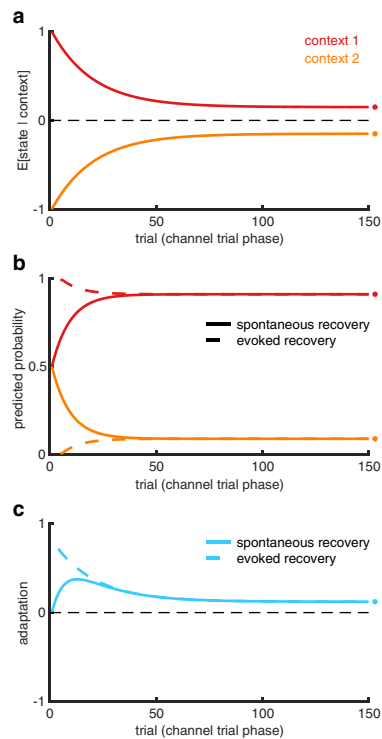 a
1
context 1
context 2
E[state | context]
0
-1
0
50
100
150
trial (channel trial phase)
b
1
predicted probability
0.5
spontaneous recovery
evoked recovery
0
0
50
100
150
trial (channel trial phase)
c
1
spontaneous recovery
evoked recovery
adaptation
0
-1
0
50
100
150
trial (channel trial phase)